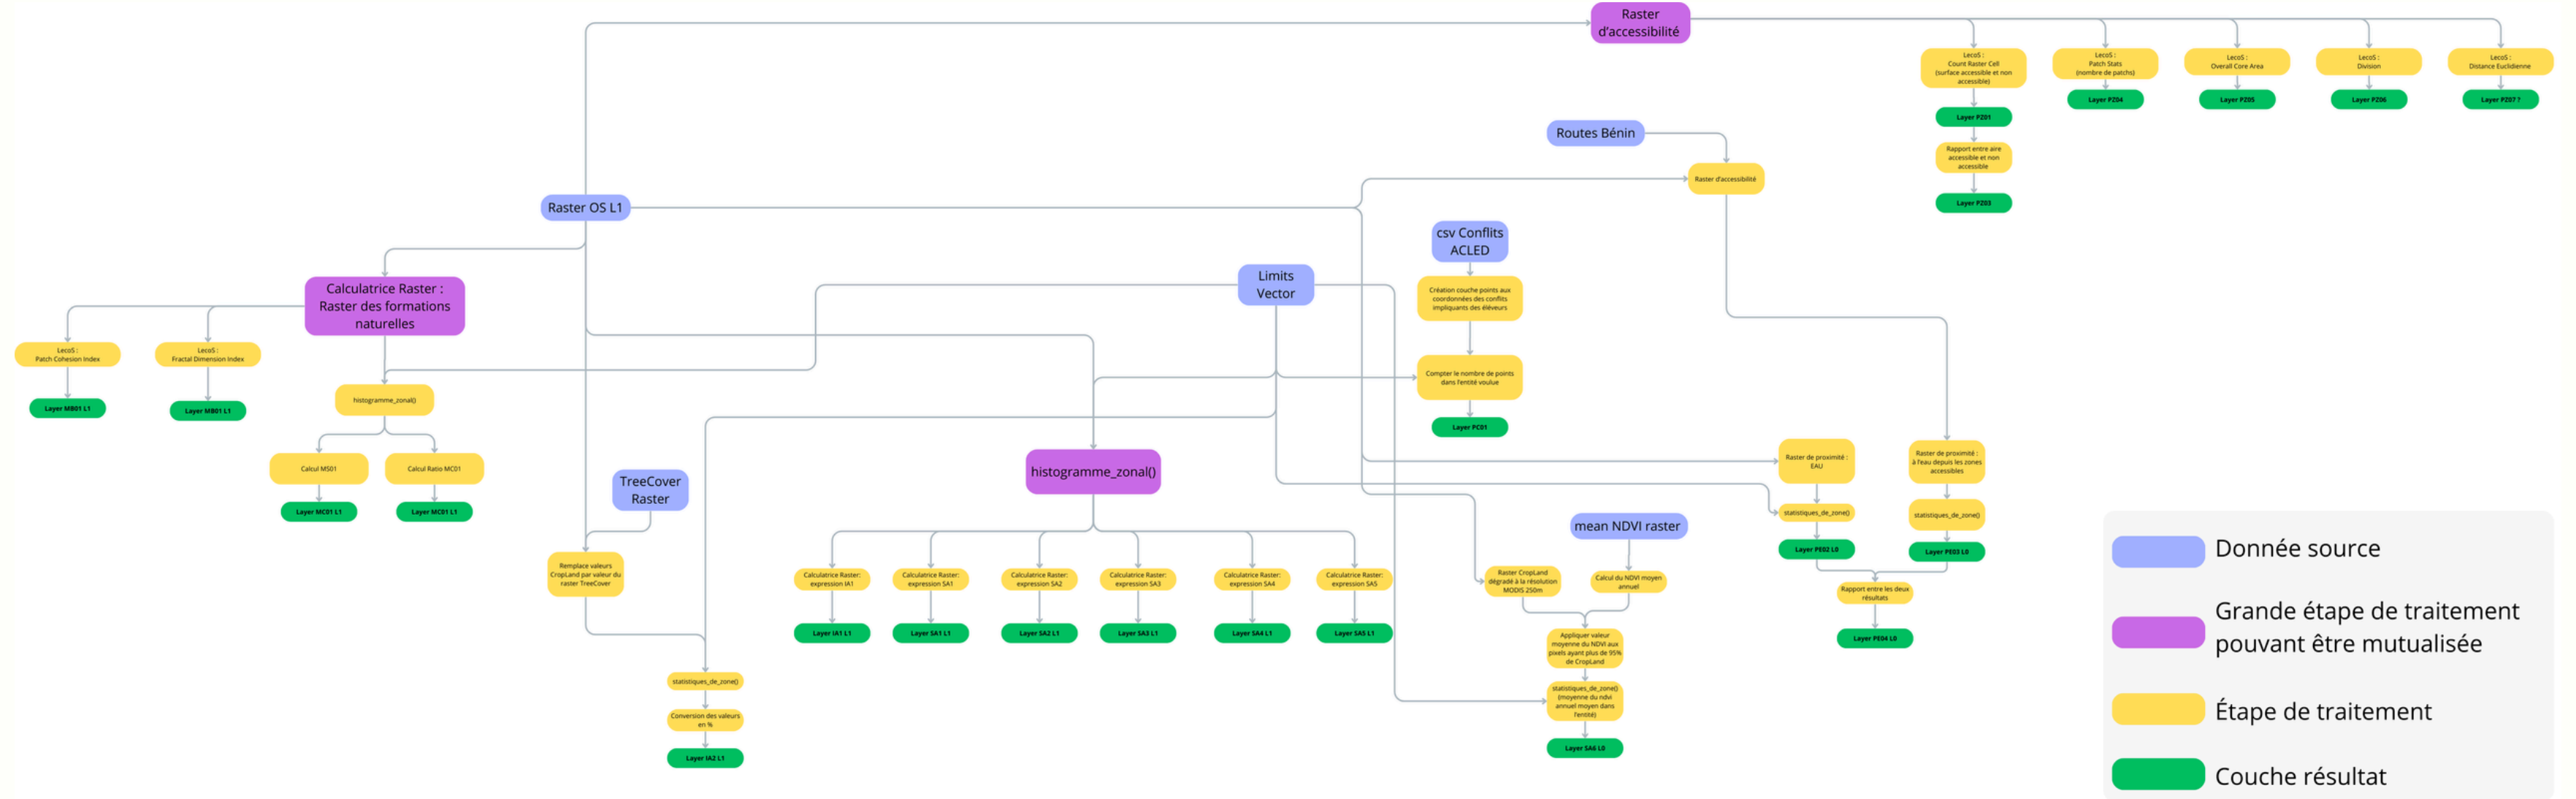 Raster
d'accessibilité
LecoS :
Count Raster Cell
(surface accessible et non
accessible)
Layer PZ01
Rapport entre aire
accessible et non
accessible
Layer PZ03
LecoS :
Patch Stats
(nombre de patchs)
Layer PZ04
LecoS :
Overall Core Area
Layer PZ05
LecoS :
Division
Layer PZ06
LecoS :
Distance Euclidienne
Layer PZ07 ?
Routes Bénin
Raster d'accessibilité
Raster OS L1
csv Conflits
ACLED
Création couche points aux
coordonnées des conflits
impliquants des éléveurs
Compter le nombre de points
dans l'entité voulue
Layer PC01
Limits
Vector
Calculatrice Raster :
Raster des formations
naturelles
LecoS :
Patch Cohesion Index
Layer MB01 L1
LecoS :
Fractal Dimension Index
Layer MB01 L1
histogramme_zonal()
Calcul MS01
Layer MC01 L1
Calcul Ratio MC01
Layer MC01 L1
TreeCover
Raster
Remplace valeurs
CropLand par valeur du
raster TreeCover
statistiques_de_zone()
Conversion des valeurs
en %
Layer IA2 L1
histogramme_zonal()
Calculatrice Raster:
expression IA1
Layer IA1 L1
Calculatrice Raster:
expression SA1
Layer SA1 L1
Calculatrice Raster:
expression SA2
Layer SA2 L1
Calculatrice Raster:
expression SA3
Layer SA3 L1
Calculatrice Raster:
expression SA4
Layer SA4 L1
Calculatrice Raster:
expression SA5
Layer SA5 L1
mean NDVI raster
Raster CropLand
dégradé à la résolution
MODIS 250m
Calcul du NDVI moyen
annuel
Appliquer valeur
moyenne du NDVI aux
pixels ayant plus de 95%
de CropLand
statistiques_de_zone()
(moyenne du ndvi
annuel moyen dans
l'entité)
Layer SA6 L0
Raster de proximité :
EAU
statistiques_de_zone()
Layer PE02 L0
Raster de proximité :
à l'eau depuis les zones
accessibles
statistiques_de_zone()
Layer PE03 L0
Rapport entre les deux
résultats
Layer PE04 L0
Donnée source
Grande étape de traitement
pouvant être mutualisée
Étape de traitement
Couche résultat